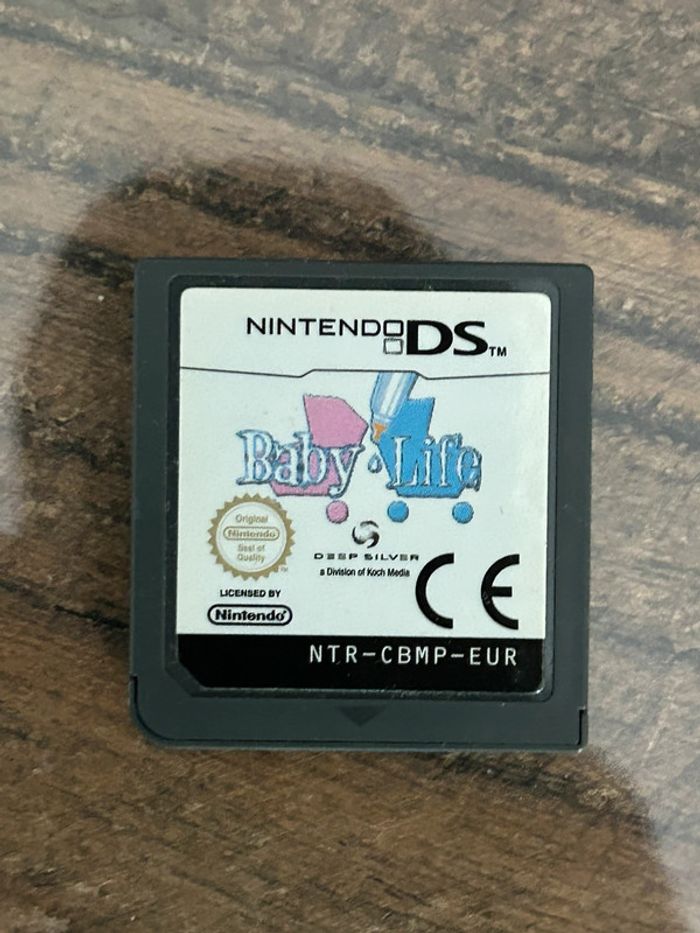 NINTENDO DS™
Baby Life
Original
Nintendo
Seal of
Quality
TM
DEEP SILVER
a Division of Koch Media
CE
LICENSED BY
Nintendo®
NTR-CBMP-EUR